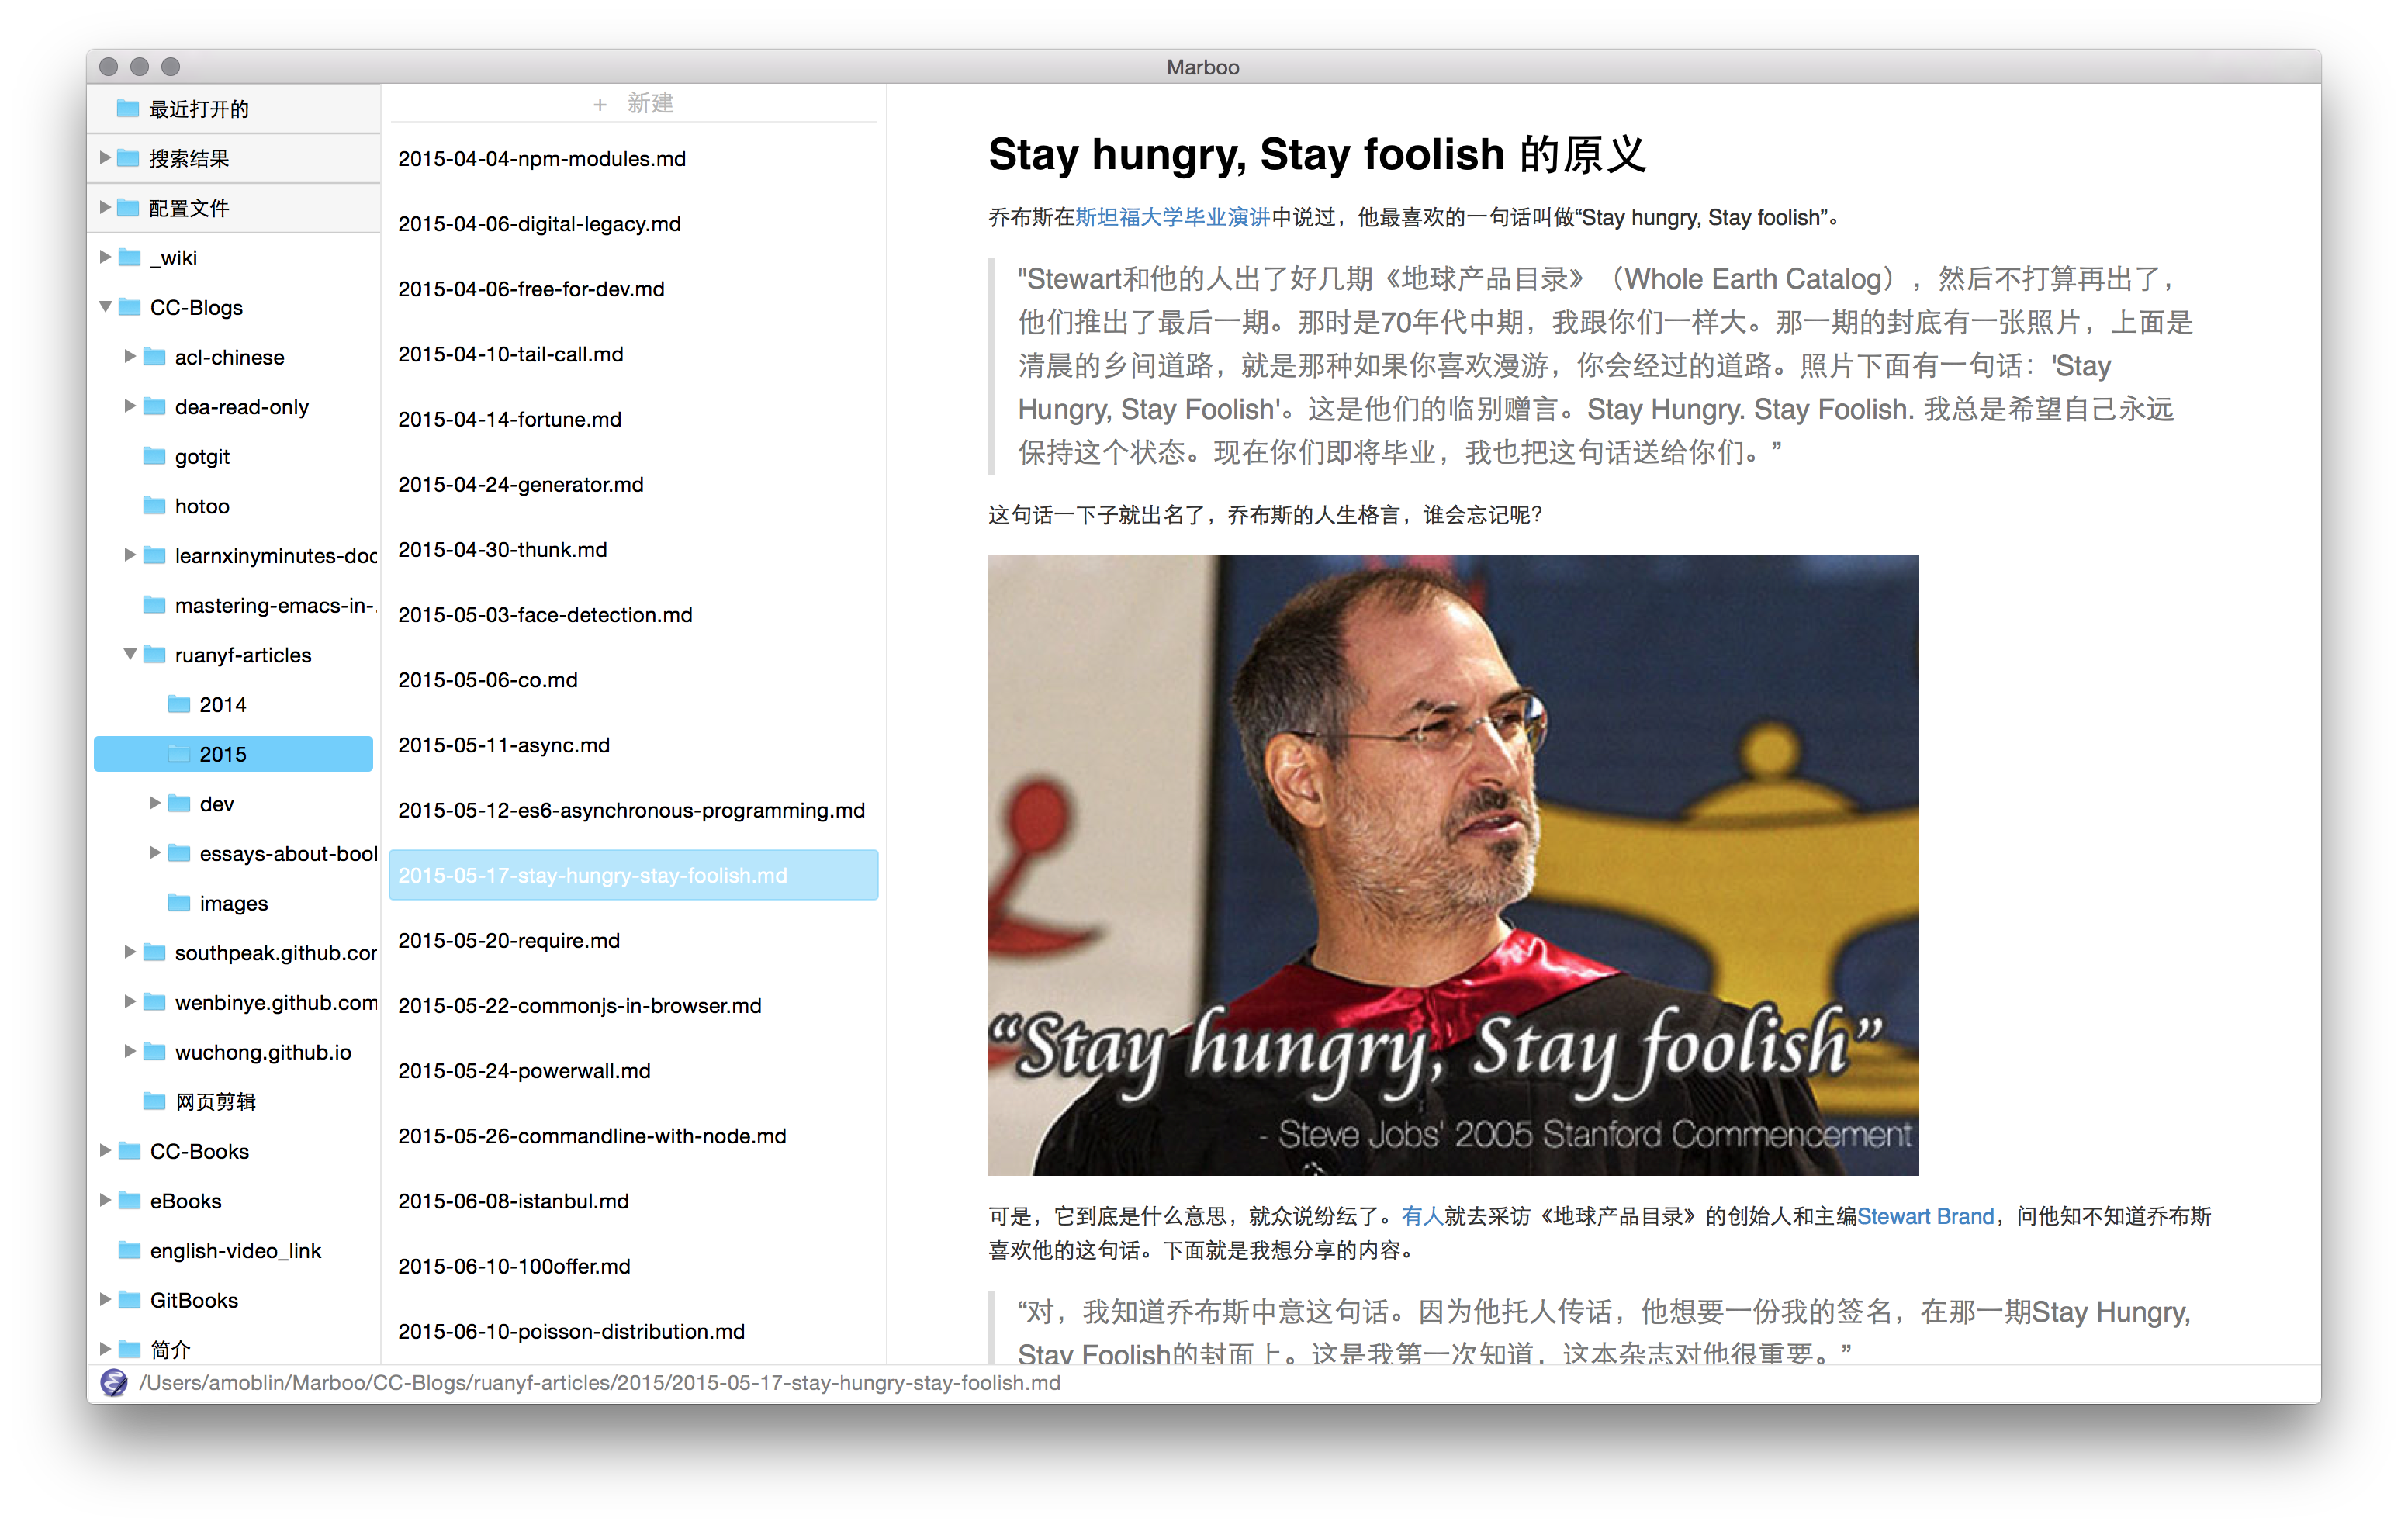 Marboo
最近打开的
搜索结果
配置文件
_wiki
CC-Blogs
acl-chinese
dea-read-only
gotgit
hotoo
learnxinyminutes-doc
mastering-emacs-in-.
ruanyf-articles
2014
2015
dev
essays-about-bool
images
southpeak.github.cor
wenbinye.github.com
wuchong.github.io
网页剪辑
CC-Books
eBooks
english-video_link
GitBooks
简介
+ 新建
2015-04-04-npm-modules.md
2015-04-06-digital-legacy.md
2015-04-06-free-for-dev.md
2015-04-10-tail-call.md
2015-04-14-fortune.md
2015-04-24-generator.md
2015-04-30-thunk.md
2015-05-03-face-detection.md
2015-05-06-co.md
2015-05-11-async.md
2015-05-12-es6-asynchronous-programming.md
2015-05-17-stay-hungry-stay-foolish.md
2015-05-20-require.md
2015-05-22-commonjs-in-browser.md
2015-05-24-powerwall.md
2015-05-26-commandline-with-node.md
2015-06-08-istanbul.md
2015-06-10-100offer.md
2015-06-10-poisson-distribution.md
Stay hungry, Stay foolish 的原义
乔布斯在斯坦福大学毕业演讲中说过，他最喜欢的一句话叫做“Stay hungry, Stay foolish”。
"Stewart和他的人出了好几期《地球产品目录》（Whole Earth Catalog），然后不打算再出了，
他们推出了最后一期。那时是70年代中期，我跟你们一样大。那一期的封底有一张照片，上面是
清晨的乡间道路，就是那种如果你喜欢漫游，你会经过的道路。照片下面有一句话：'Stay
Hungry, Stay Foolish'。这是他们的临别赠言。Stay Hungry. Stay Foolish. 我总是希望自己永远
保持这个状态。现在你们即将毕业，我也把这句话送给你们。”
这句话一下子就出名了，乔布斯的人生格言，谁会忘记呢？
“Stay hungry, Stay foolish”
- Steve Jobs' 2005 Stanford Commencement
可是，它到底是什么意思，就众说纷纭了。有人就去采访《地球产品目录》的创始人和主编Stewart Brand，问他知不知道乔布斯
喜欢他的这句话。下面就是我想分享的内容。
“对，我知道乔布斯中意这句话。因为他托人传话，他想要一份我的签名，在那一期Stay Hungry,
Stay Foolish的封面上。这是我第一次知道，这本杂志对他很重要。”
/Users/amoblin/Marboo/CC-Blogs/ruanyf-articles/2015/2015-05-17-stay-hungry-stay-foolish.md